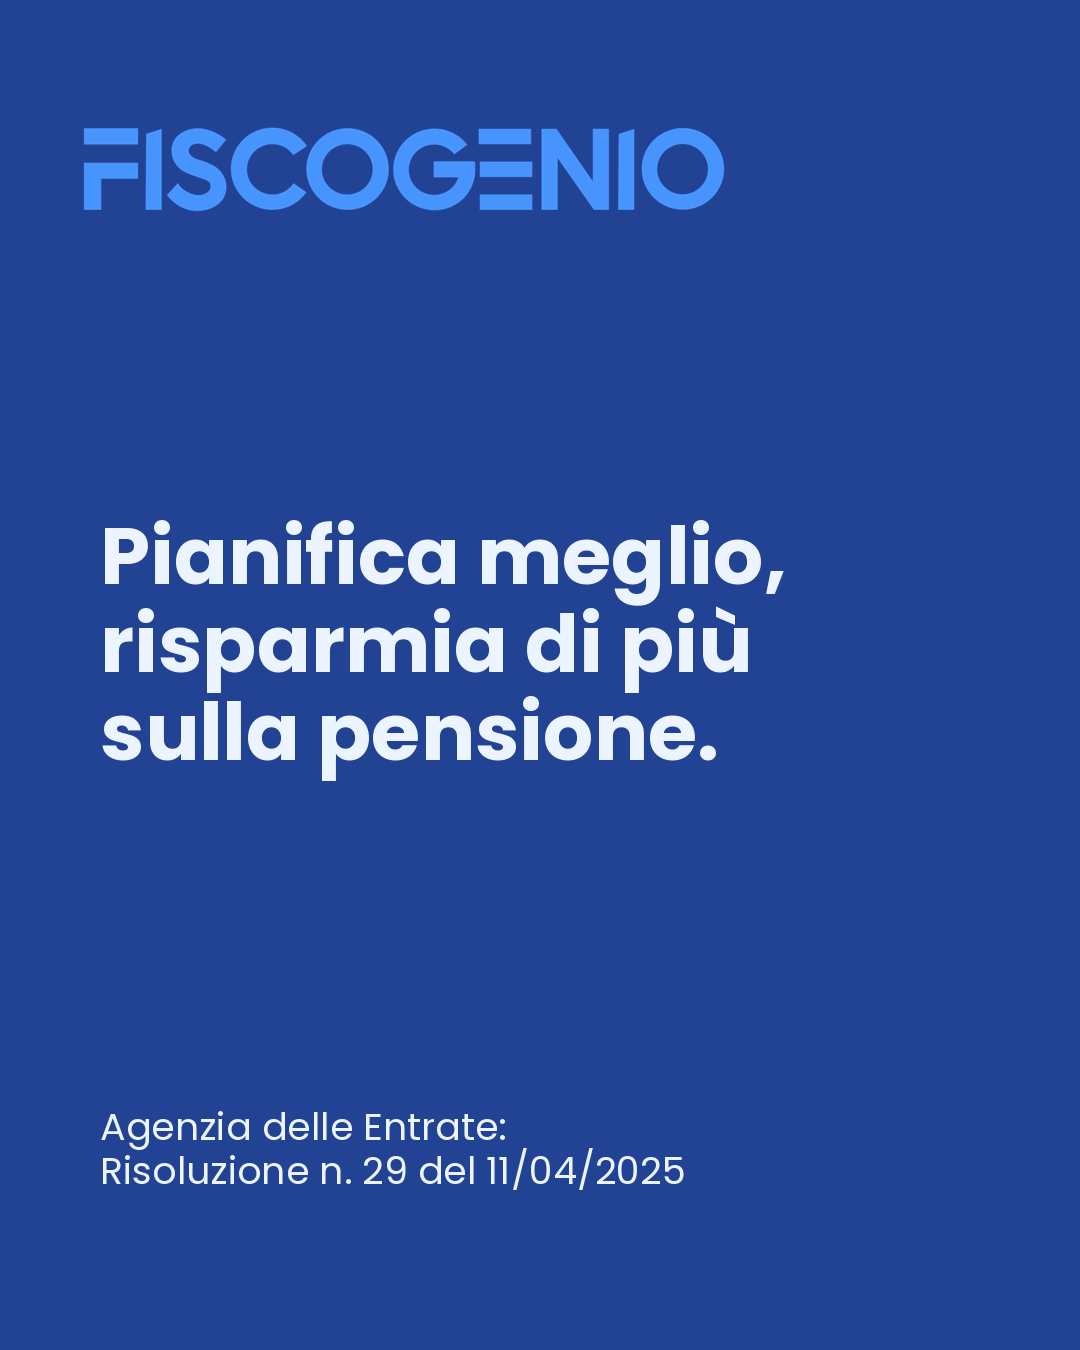 FISCOGENIO
Pianifica meglio,
risparmia di più
sulla pensione.
Agenzia delle Entrate:
Risoluzione n. 29 del 11/04/2025